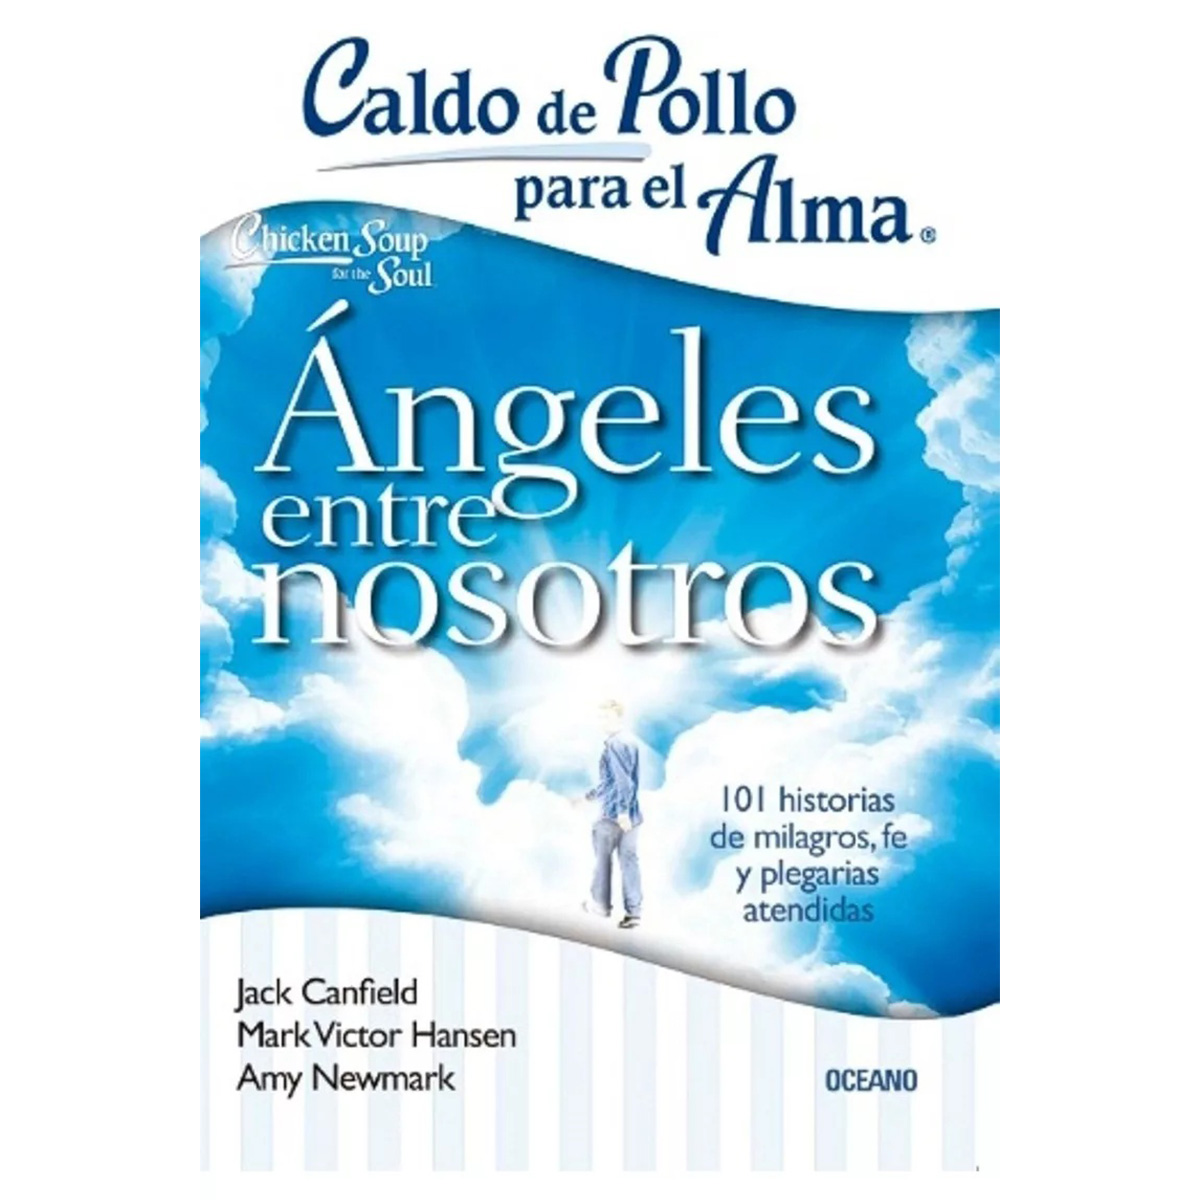 Caldo de Pollo
para el Alma®
Chicken Soup
for the Soul
Ángeles
entre
nosotros
101 historias
de milagros, fe
y plegarias
atendidas
Jack Canfield
Mark Victor Hansen
Amy Newmark
OCEANO